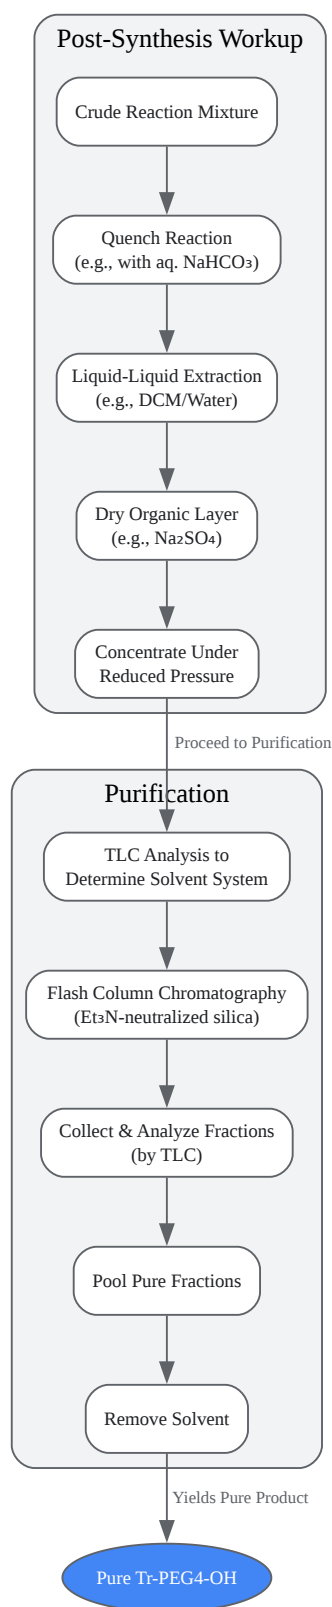 Post-Synthesis Workup
Crude Reaction Mixture
Quench Reaction
(e.g., with aq. NaHCO₃)
Liquid-Liquid Extraction
(e.g., DCM/Water)
Dry Organic Layer
(e.g., Na₂SO₄)
Concentrate Under
Reduced Pressure
Proceed to Purification
Purification
TLC Analysis to
Determine Solvent System
Flash Column Chromatography
(Et₃N-neutralized silica)
Collect & Analyze Fractions
(by TLC)
Pool Pure Fractions
Remove Solvent
Yields Pure Product
Pure Tr-PEG4-OH